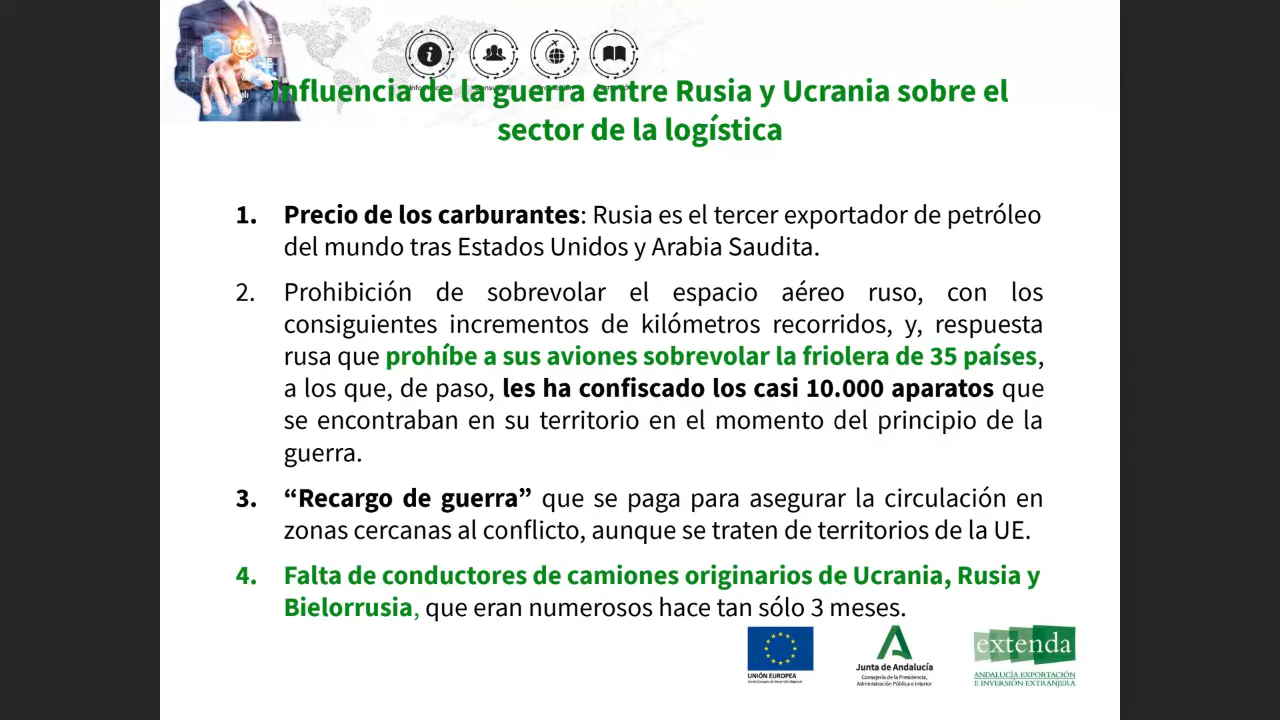 Influencia de la guerra entre Rusia y Ucrania sobre el
sector de la logística
1. Precio de los carburantes: Rusia es el tercer exportador de petróleo
del mundo tras Estados Unidos y Arabia Saudita.
2. Prohibición de sobrevolar el espacio aéreo ruso, con los
consiguientes incrementos de kilómetros recorridos, y, respuesta
rusa que prohíbe a sus aviones sobrevolar la friolera de 35 países,
a los que, de paso, les ha confiscado los casi 10.000 aparatos que
se encontraban en su territorio en el momento del principio de la
guerra.
3. “Recargo de guerra” que se paga para asegurar la circulación en
zonas cercanas al conflicto, aunque se traten de territorios de la UE.
4. Falta de conductores de camiones originarios de Ucrania, Rusia y
Bielorrusia, que eran numerosos hace tan sólo 3 meses.
UNIÓN EUROPEA
Fondo Europeo de Desarrollo Regional
Junta de Andalucía
Consejería de la Presidencia,
Administración Pública e Interior
extenda
ANDALUCÍA EXPORTACIÓN
E INVERSIÓN EXTRANJERA